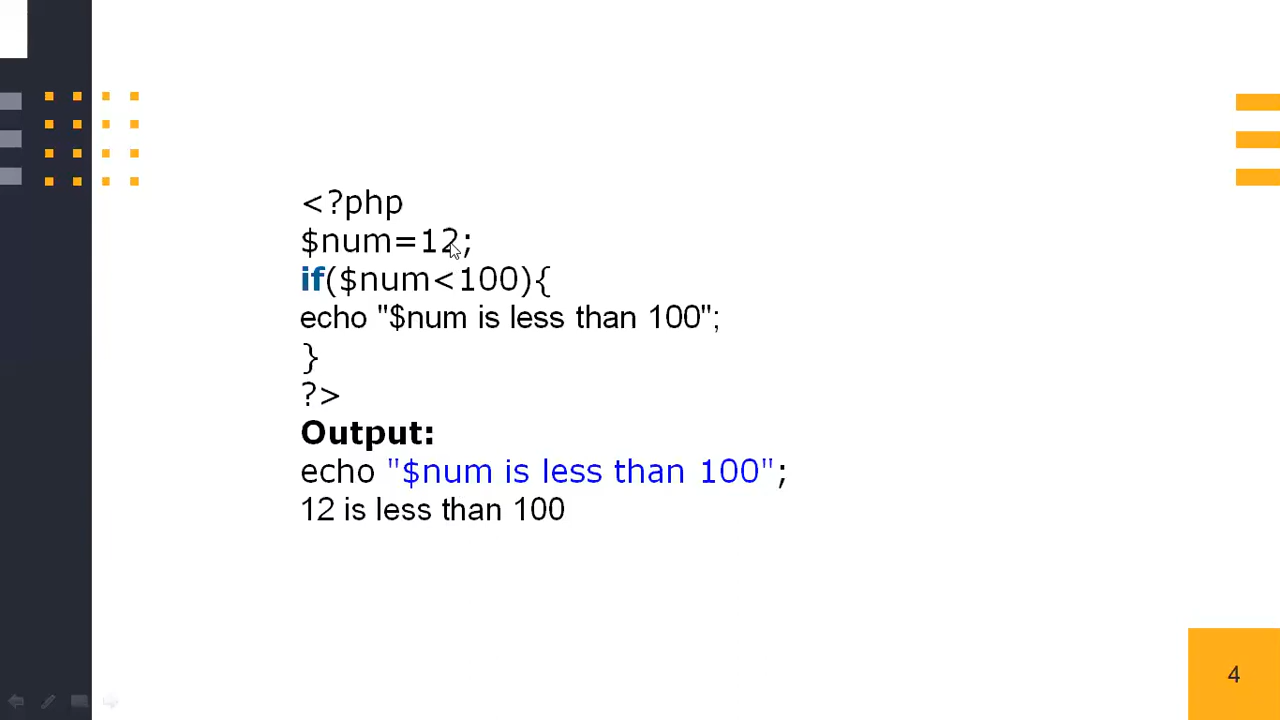 <?php
$num=12;
if($num<100){
echo "$num is less than 100";
}
?>
Output:
echo "$num is less than 100";
12 is less than 100
4